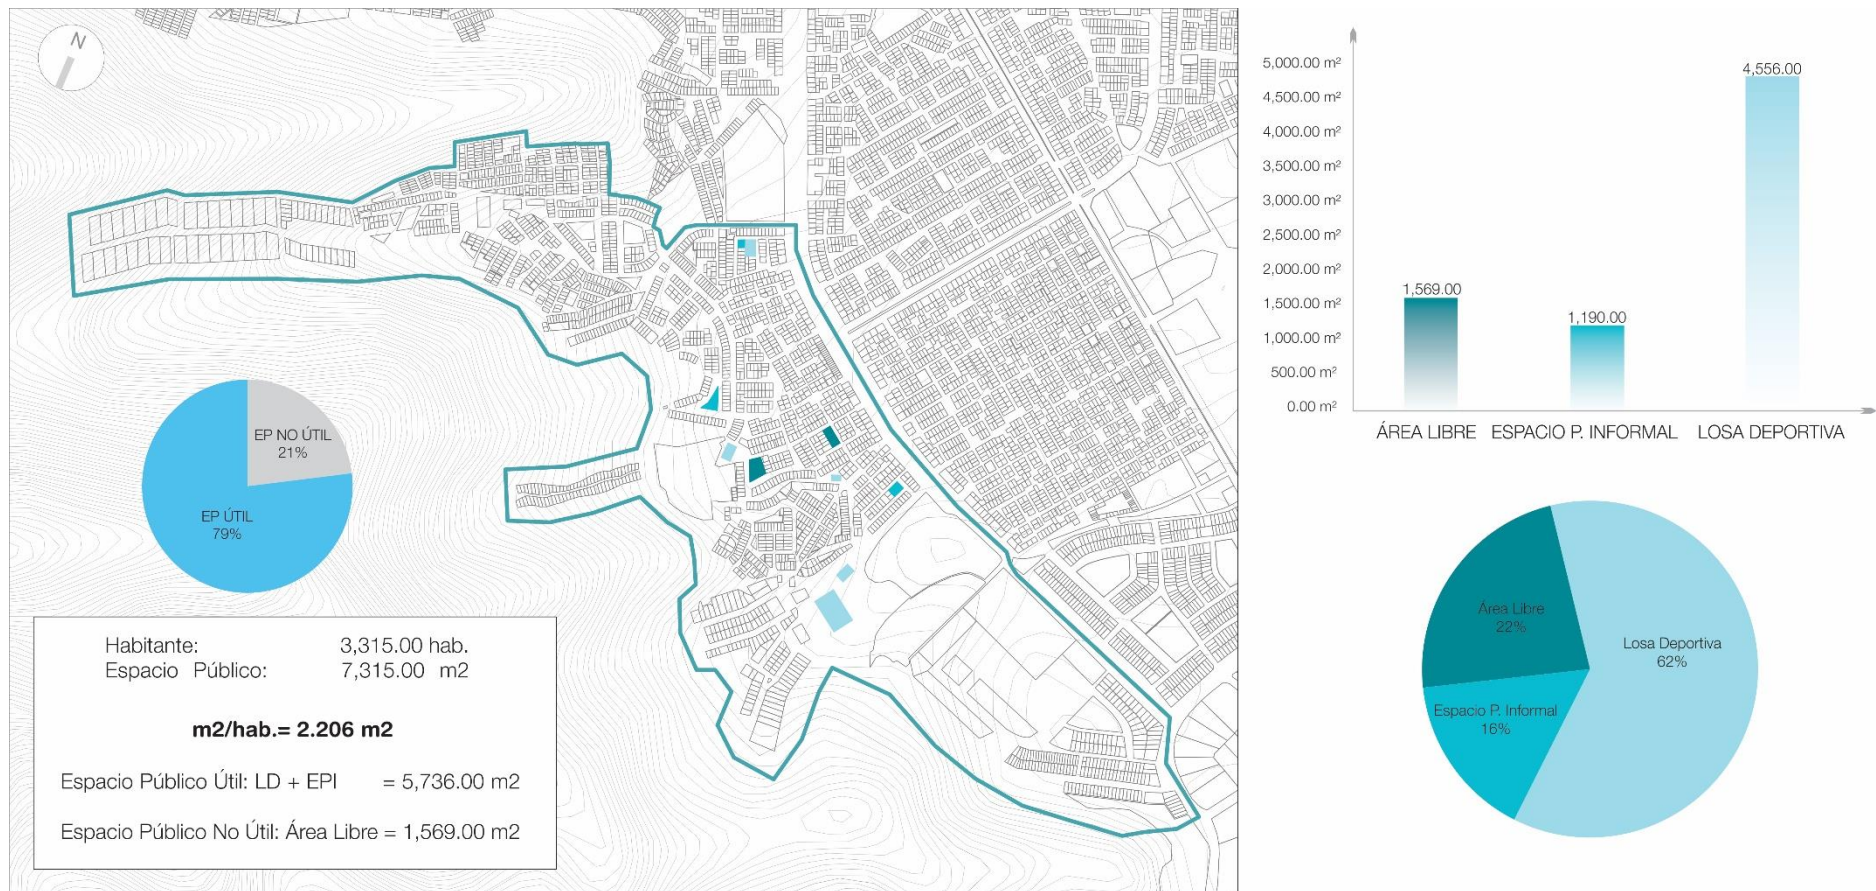 N
EP NO ÚTIL
21%
EP ÚTIL
79%
Habitante: 3,315.00 hab.
Espacio Público: 7,315.00 m2
m2/hab.= 2.206 m2
Espacio Público Útil: LD + EPI = 5,736.00 m2
Espacio Público No Útil: Área Libre = 1,569.00 m2
5,000.00 m²
4,500.00 m²
4,000.00 m²
3,500.00 m²
3,000.00 m²
2,500.00 m²
2,000.00 m²
1,500.00 m²
1,000.00 m²
500.00 m²
0.00 m²
1,569.00
1,190.00
4,556.00
ÁREA LIBRE
ESPACIO P. INFORMAL
LOSA DEPORTIVA
Área Libre
22%
Losa Deportiva
62%
Espacio P. Informal
16%